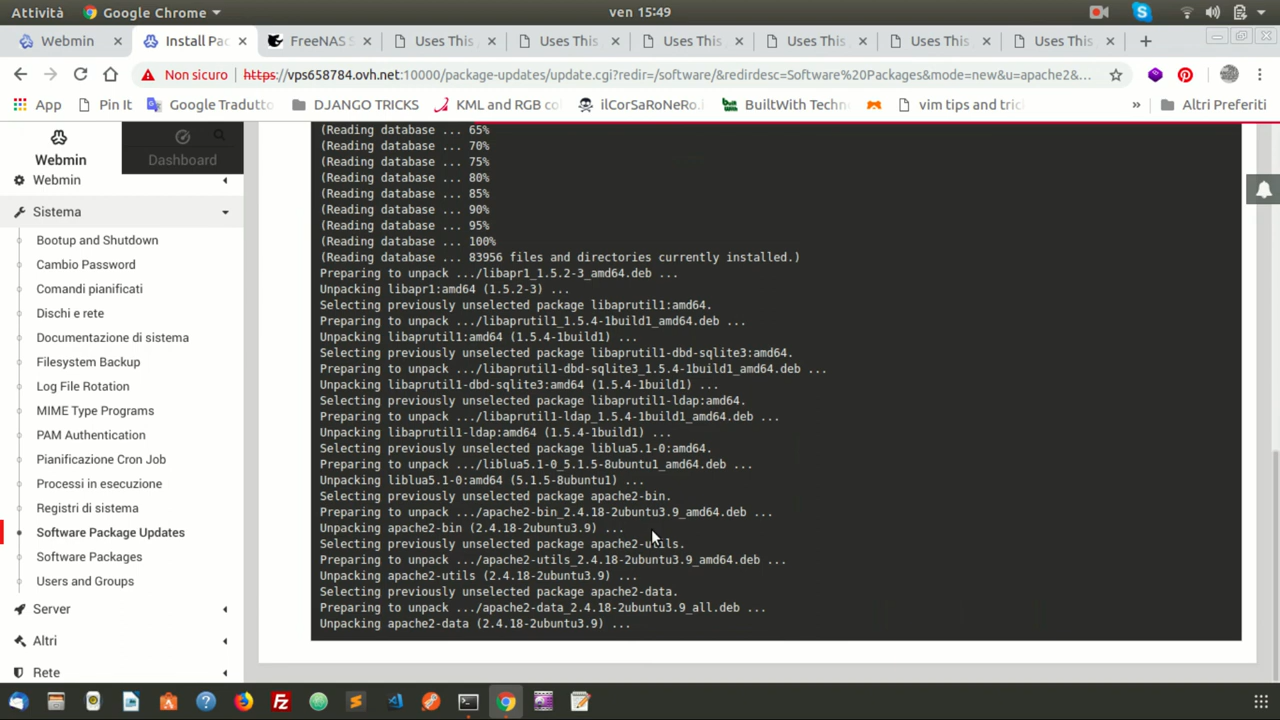 Attività Google Chrome ven 15:49
Webmin Install Pac FreeNAS S Uses This Uses This Uses This Uses This Uses This Uses This
Non sicuro https://vps658784.ovh.net:10000/package-updates/update.cgi?redir=/software/&redirdesc=Software%20Packages&mode=new&u=apache2&...
App Pin It Google Tradutto DJANGO TRICKS KML and RGB col ilCorSaRoNeRo.i BuiltWith Techn vim tips and tric » Altri Preferiti
Webmin
Dashboard
Webmin
Sistema
Bootup and Shutdown
Cambio Password
Comandi pianificati
Dischi e rete
Documentazione di sistema
Filesystem Backup
Log File Rotation
MIME Type Programs
PAM Authentication
Pianificazione Cron Job
Processi in esecuzione
Registri di sistema
Software Package Updates
Software Packages
Users and Groups
Server
Altri
Rete
(Reading database ... 65%
(Reading database ... 70%
(Reading database ... 75%
(Reading database ... 80%
(Reading database ... 85%
(Reading database ... 90%
(Reading database ... 95%
(Reading database ... 100%
(Reading database ... 83956 files and directories currently installed.)
Preparing to unpack .../libapr1_1.5.2-3_amd64.deb ...
Unpacking libapr1:amd64 (1.5.2-3) ...
Selecting previously unselected package libaprutil1:amd64.
Preparing to unpack .../libaprutil1_1.5.4-1build1_amd64.deb ...
Unpacking libaprutil1:amd64 (1.5.4-1build1) ...
Selecting previously unselected package libaprutil1-dbd-sqlite3:amd64.
Preparing to unpack .../libaprutil1-dbd-sqlite3_1.5.4-1build1_amd64.deb ...
Unpacking libaprutil1-dbd-sqlite3:amd64 (1.5.4-1build1) ...
Selecting previously unselected package libaprutil1-ldap:amd64.
Preparing to unpack .../libaprutil1-ldap_1.5.4-1build1_amd64.deb ...
Unpacking libaprutil1-ldap:amd64 (1.5.4-1build1) ...
Selecting previously unselected package liblua5.1-0:amd64.
Preparing to unpack .../liblua5.1-0_5.1.5-8ubuntu1_amd64.deb ...
Unpacking liblua5.1-0:amd64 (5.1.5-8ubuntu1) ...
Selecting previously unselected package apache2-bin.
Preparing to unpack .../apache2-bin_2.4.18-2ubuntu3.9_amd64.deb ...
Unpacking apache2-bin (2.4.18-2ubuntu3.9) ...
Selecting previously unselected package apache2-utils.
Preparing to unpack .../apache2-utils_2.4.18-2ubuntu3.9_amd64.deb ...
Unpacking apache2-utils (2.4.18-2ubuntu3.9) ...
Selecting previously unselected package apache2-data.
Preparing to unpack .../apache2-data_2.4.18-2ubuntu3.9_all.deb ...
Unpacking apache2-data (2.4.18-2ubuntu3.9) ...